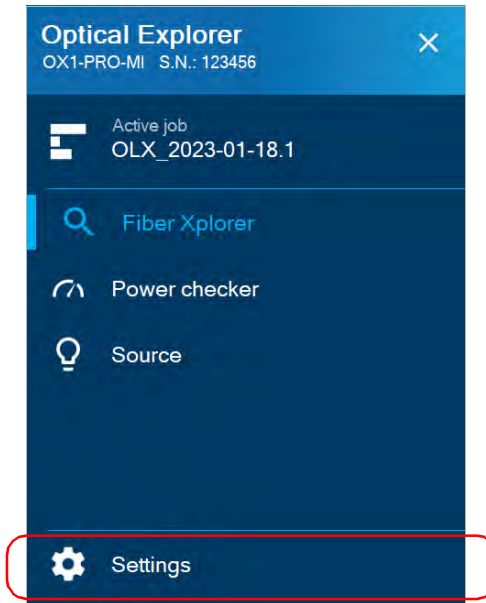 Optical Explorer
OX1-PRO-MI S.N.: 123456
Active job
OLX_2023-01-18.1
Fiber Xplorer
Power checker
Source
Settings